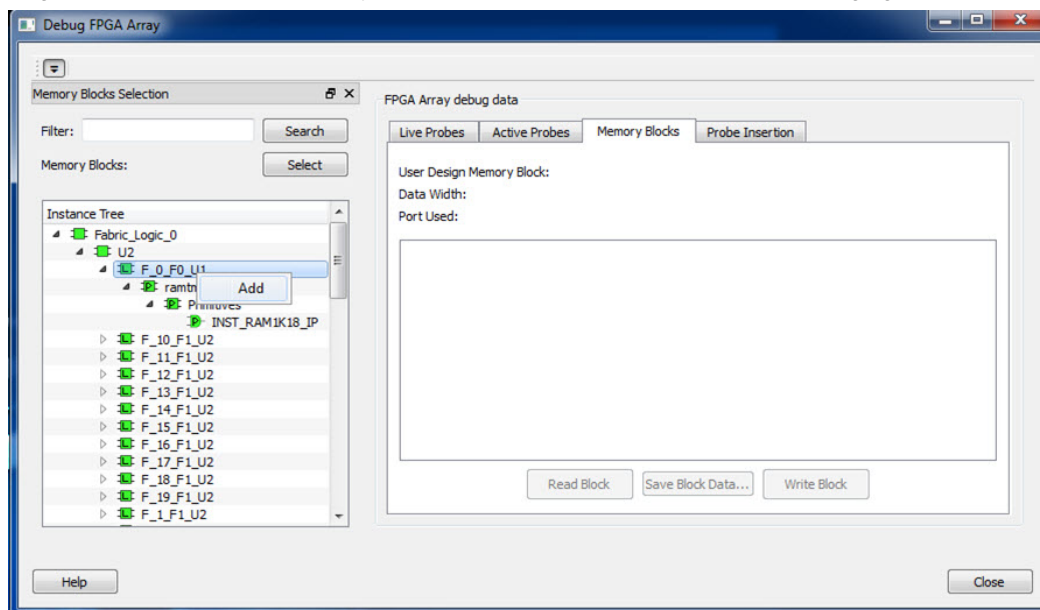 Debug FPGA Array
Memory Blocks Selection
Filter:
Search
Memory Blocks:
Select
Instance Tree
Fabric_Logic_0
U2
F_0_F0_U1
Add
Primitives
INST_RAM1K18_IP
F_10_F1_U2
F_11_F1_U2
F_12_F1_U2
F_13_F1_U2
F_14_F1_U2
F_15_F1_U2
F_16_F1_U2
F_17_F1_U2
F_18_F1_U2
F_19_F1_U2
F_1_F1_U2
FPGA Array debug data
Live Probes Active Probes Memory Blocks Probe Insertion
User Design Memory Block:
Data Width:
Port Used:
Read Block Save Block Data... Write Block
Help
Close